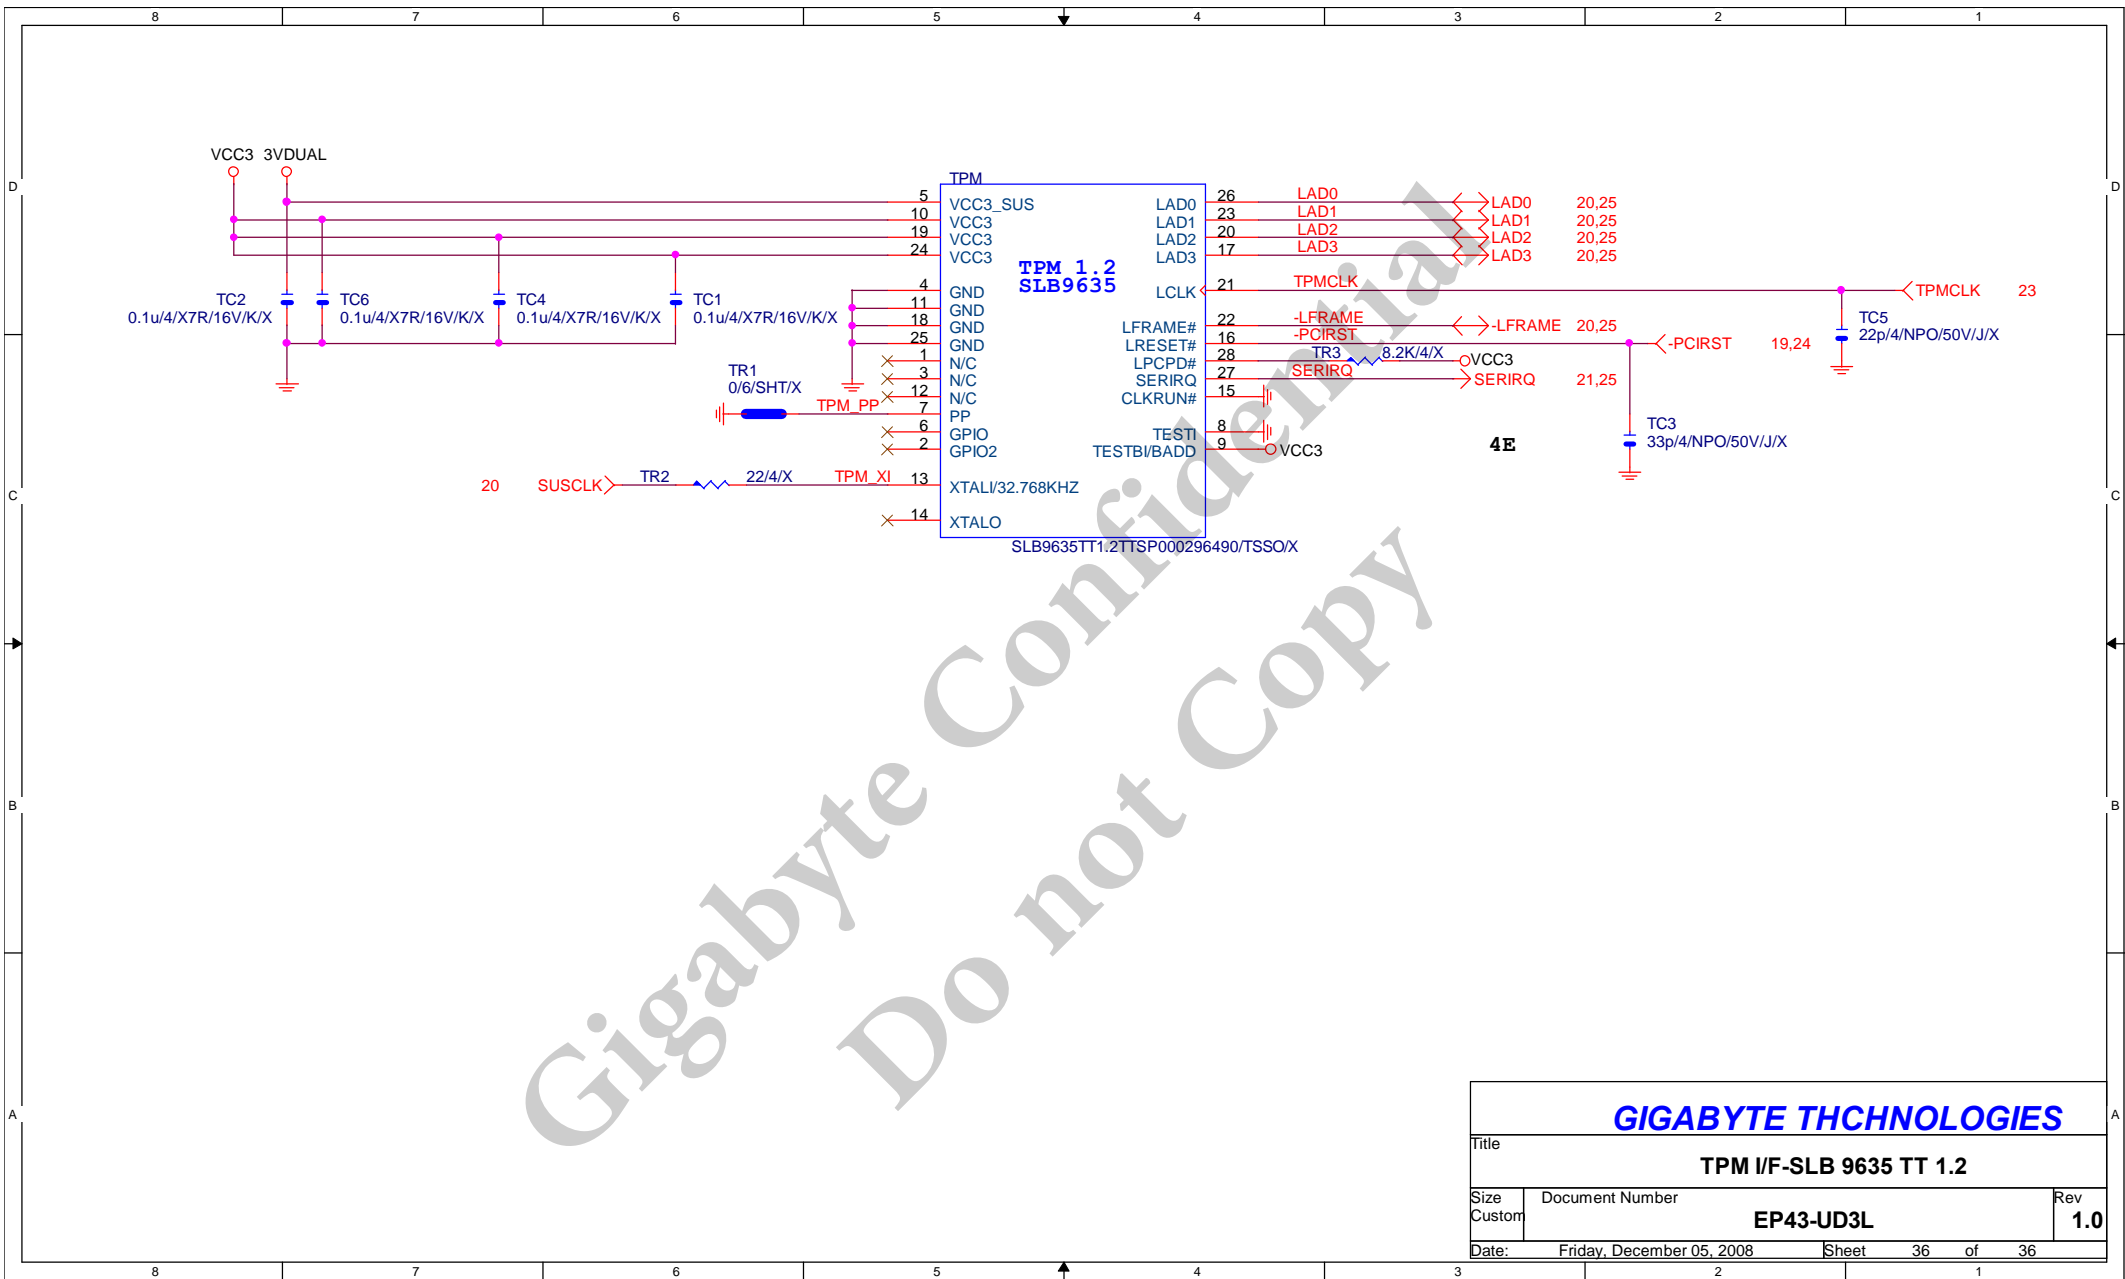 8 7 6 5 4 3 2 1
D D
C C
B B
A A
VCC3 3VDUAL
TPM
TPM 1.2
SLB9635
5 VCC3_SUS
10 VCC3
19 VCC3
24 VCC3
4 GND
11 GND
18 GND
25 GND
1 N/C
3 N/C
12 N/C
7 PP
6 GPIO
2 GPIO2
13 XTALI/32.768KHZ
14 XTALO
LAD0 26 LAD0 LAD0 20,25
LAD1 23 LAD1 LAD1 20,25
LAD2 20 LAD2 LAD2 20,25
LAD3 17 LAD3 LAD3 20,25
LCLK 21 TPMCLK TPMCLK 23
LFRAME# 22 -LFRAME -LFRAME 20,25
LRESET# 16 -PCIRST -PCIRST 19,24
LPCPD# 28 TR3 8.2K/4/X VCC3
SERIRQ 27 SERIRQ SERIRQ 21,25
CLKRUN# 15
TESTI 8
TESTBI/BADD 9 VCC3
SLB9635TT1.2TTSP000296490/TSSO/X
TC2
0.1u/4/X7R/16V/K/X
TC6
0.1u/4/X7R/16V/K/X
TC4
0.1u/4/X7R/16V/K/X
TC1
0.1u/4/X7R/16V/K/X
TR1
0/6/SHT/X
TPM_PP
20 SUSCLK TR2 22/4/X TPM_XI
TC5
22p/4/NPO/50V/J/X
TC3
33p/4/NPO/50V/J/X
4E
Gigabyte Confidential
Do not Copy
GIGABYTE THCHNOLOGIES
Title
TPM I/F-SLB 9635 TT 1.2
Size Document Number Rev
Custom EP43-UD3L 1.0
Date: Friday, December 05, 2008 Sheet 36 of 36
8 7 6 5 4 3 2 1